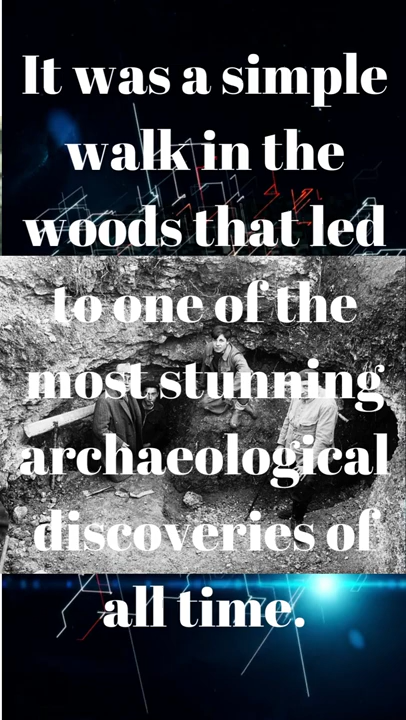 It was a simple
walk in the
woods that led
to one of the
most stunning
archaeological
discoveries of
all time.